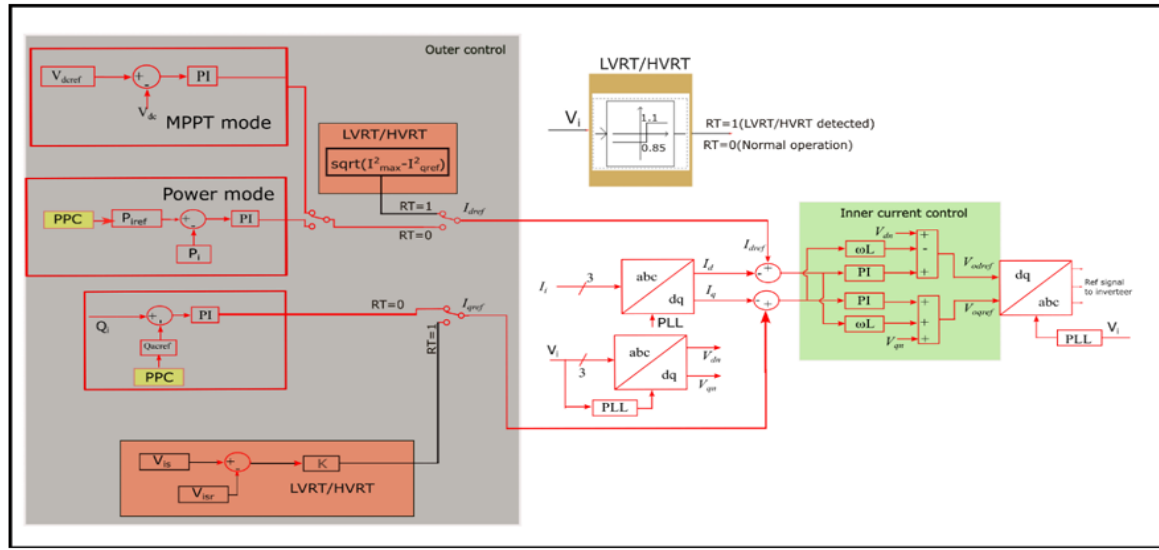 Outer control
V_dcref
+
-
PI
V_dc
MPPT mode
LVRT/HVRT
sqrt(I²_max-I²_qref)
Power mode
PPC
P_iref
+
-
PI
P_i
RT=1
RT=0
I_dref
Q_i
+
-
PI
Q_acref
PPC
RT=0
RT=1
I_qref
V_is
+
-
K
V_isr
LVRT/HVRT
LVRT/HVRT
V_i
1.1
0.85
RT=1(LVRT/HVRT detected)
RT=0(Normal operation)
I_i
3
abc
dq
PLL
I_d
I_q
I_dref
-
+
-
+
V_i
3
abc
dq
PLL
V_dn
V_qn
Inner current control
V_dn
ωL
PI
+
-
+
PI
ωL
V_qn
+
+
+
V_odref
V_oqref
dq
abc
Ref signal
to inverteer
PLL
V_i